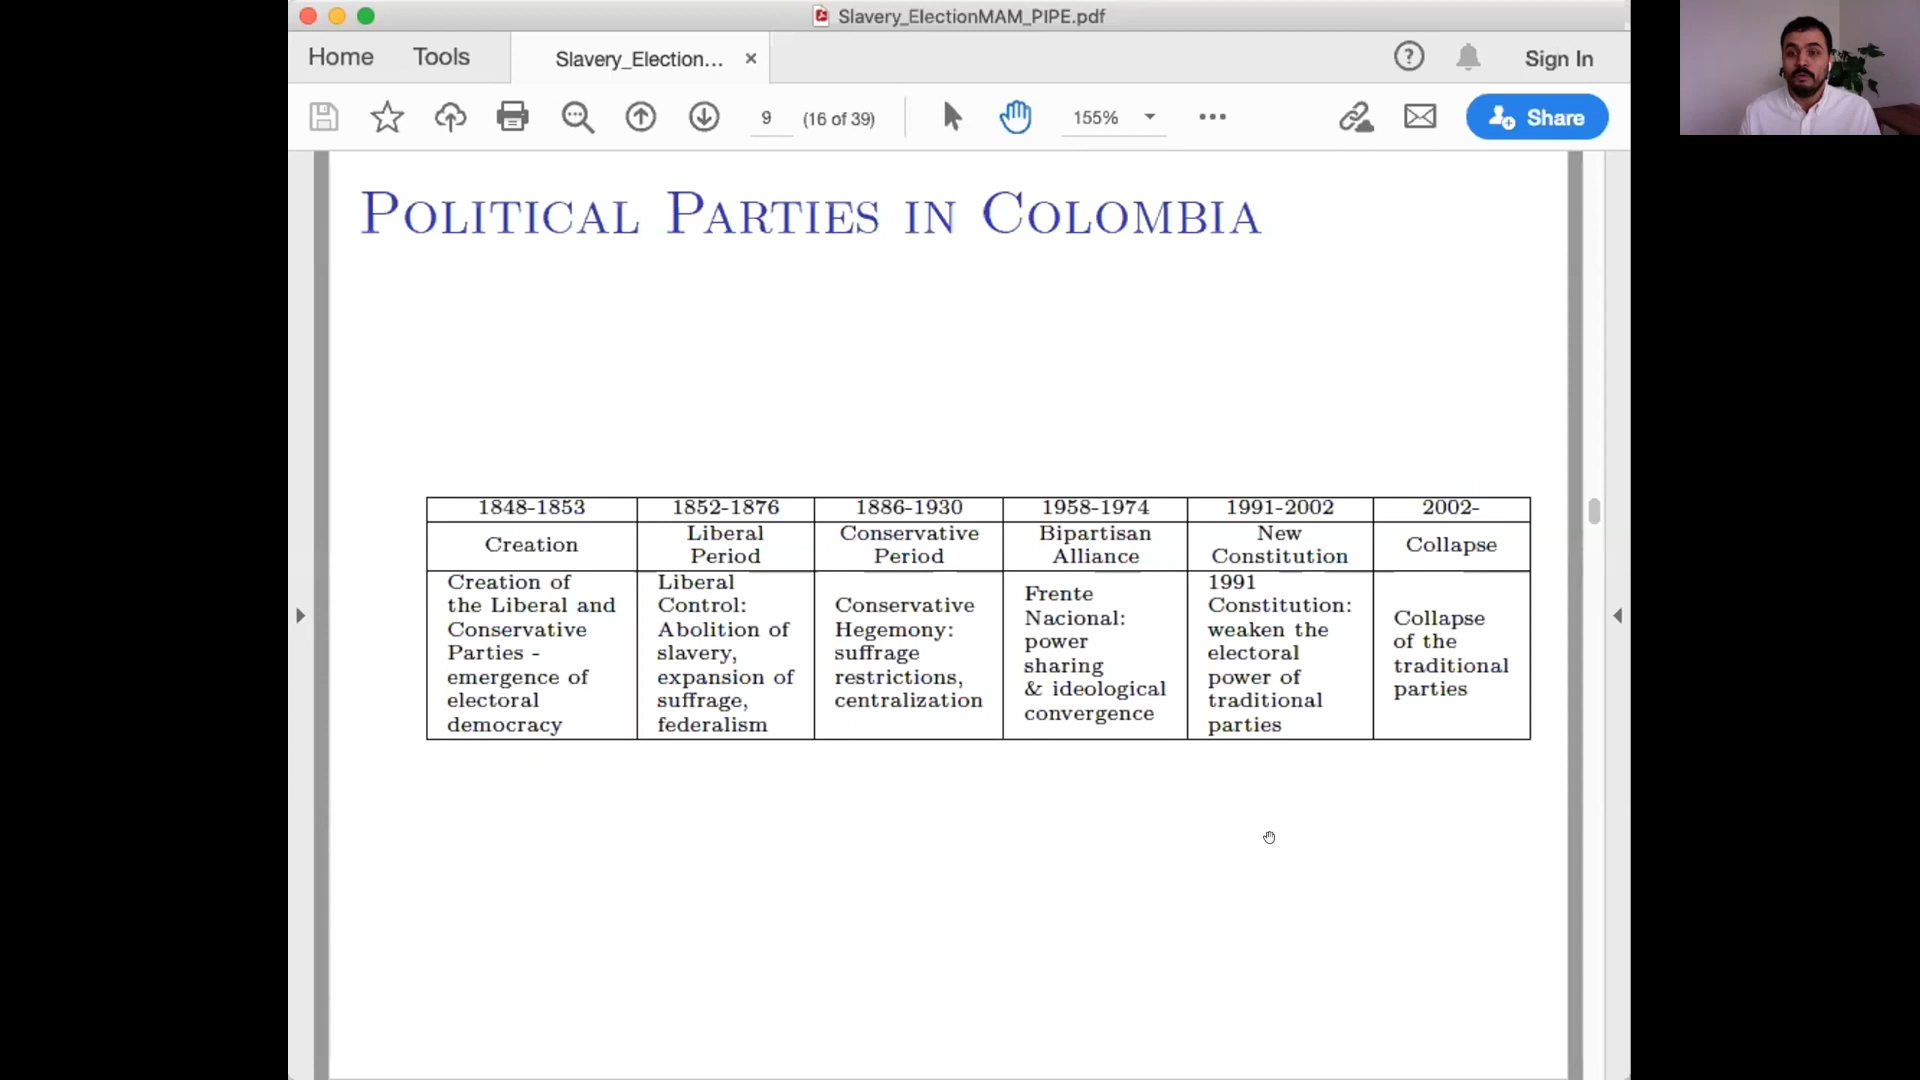 Slavery_ElectionMAM_PIPE.pdf
Home Tools Slavery_Election... × Sign In
9 (16 of 39) 155% Share
POLITICAL PARTIES IN COLOMBIA
1848-1853 1852-1876 1886-1930 1958-1974 1991-2002 2002-
Creation
Liberal
Period
Conservative
Period
Bipartisan
Alliance
New
Constitution
Collapse
Creation of
the Liberal and
Conservative
Parties -
emergence of
electoral
democracy
Liberal
Control:
Abolition of
slavery,
expansion of
suffrage,
federalism
Conservative
Hegemony:
suffrage
restrictions,
centralization
Frente
Nacional:
power
sharing
& ideological
convergence
1991
Constitution:
weaken the
electoral
power of
traditional
parties
Collapse
of the
traditional
parties